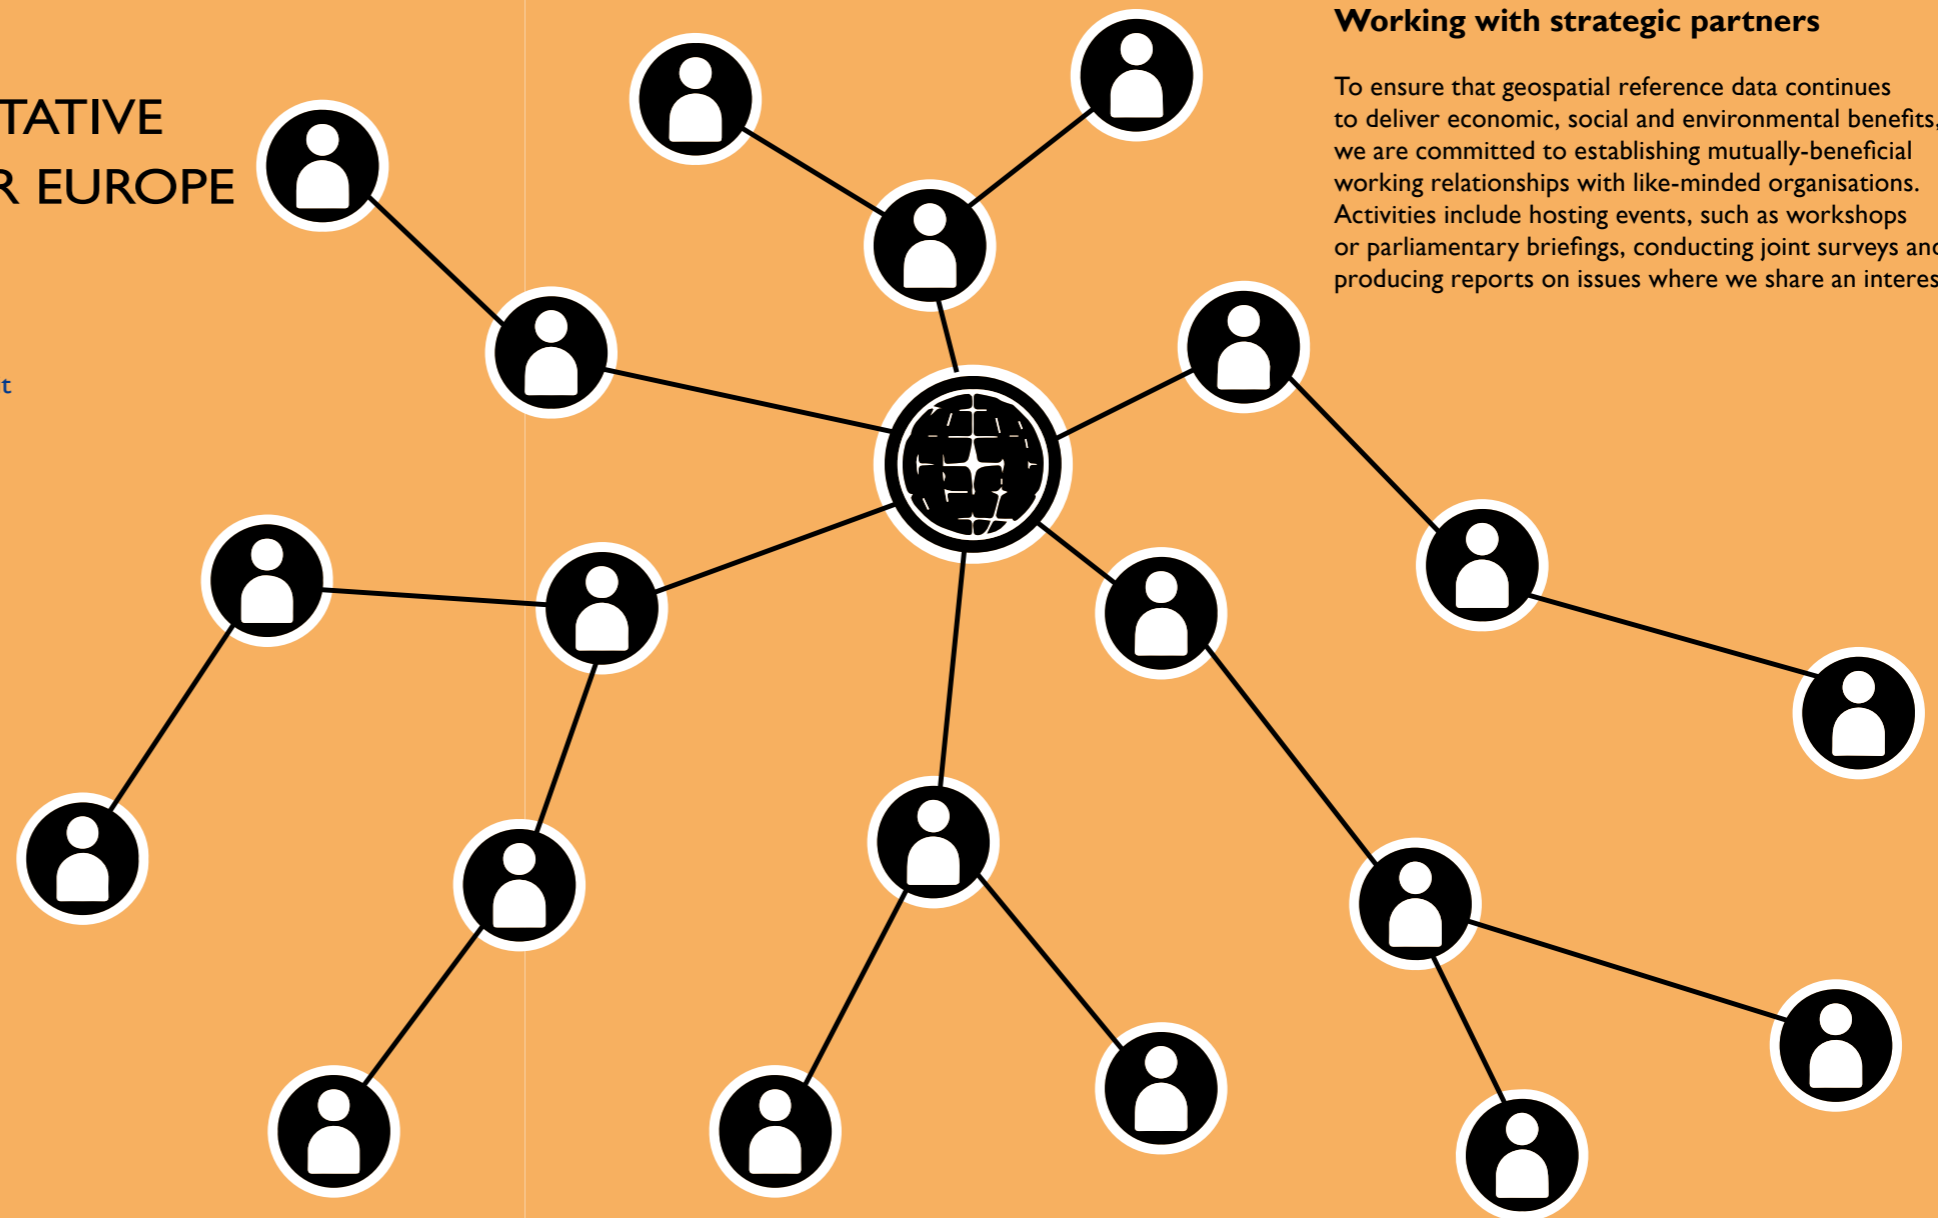 TATIVE
R EUROPE
t
Working with strategic partners
To ensure that geospatial reference data continues
to deliver economic, social and environmental benefits,
we are committed to establishing mutually-beneficial
working relationships with like-minded organisations.
Activities include hosting events, such as workshops
or parliamentary briefings, conducting joint surveys and
producing reports on issues where we share an interes